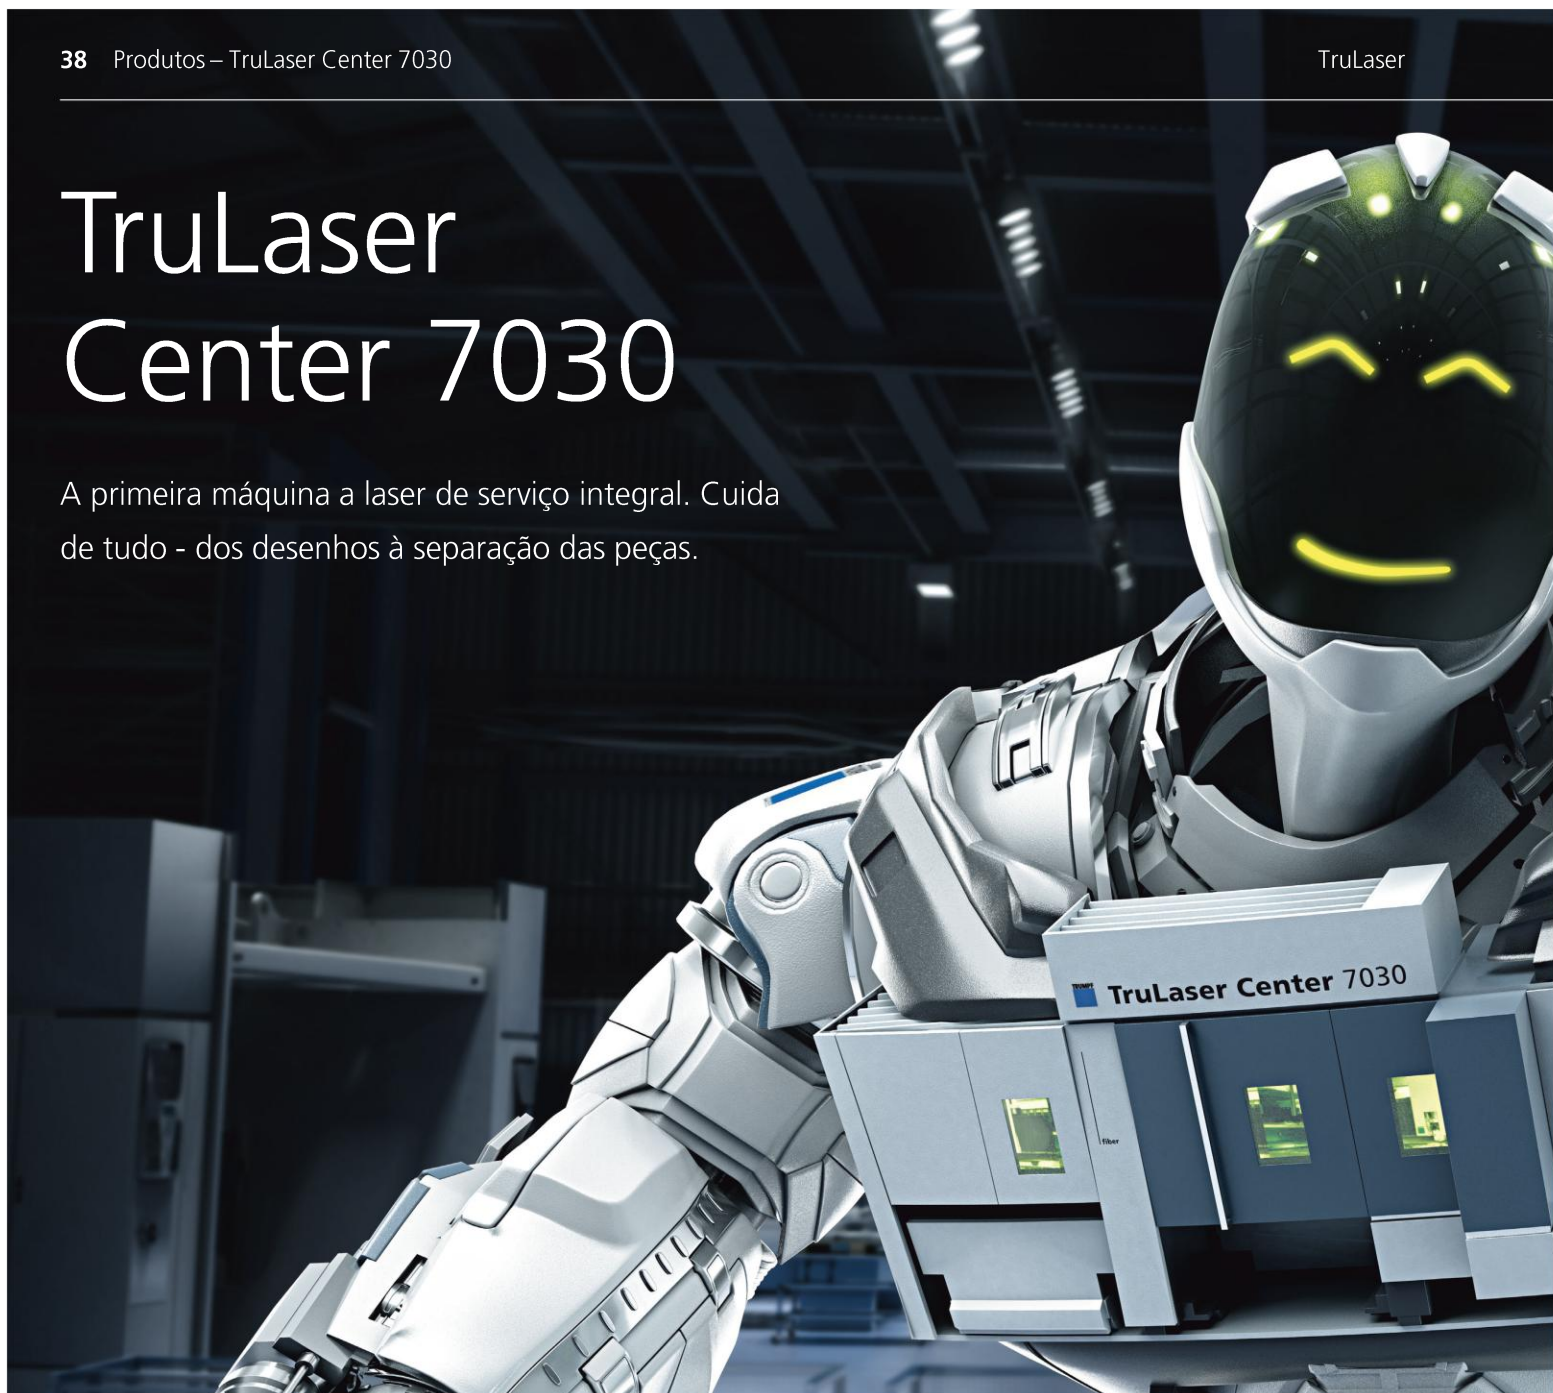 38 Produtos – TruLaser Center 7030
TruLaser
TruLaser
Center 7030
A primeira máquina a laser de serviço integral. Cuida
de tudo - dos desenhos à separação das peças.
TRUMPF
TruLaser Center 7030
fiber